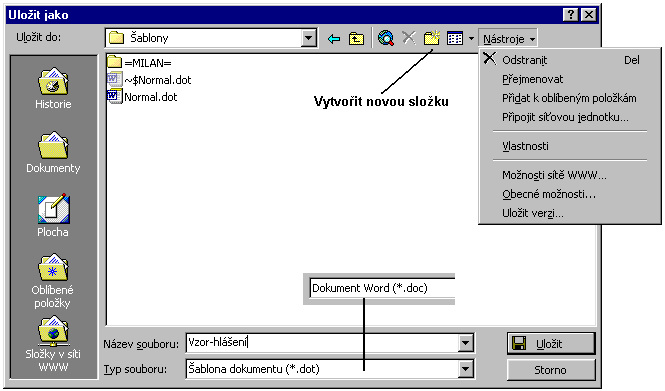 Uložit jako
Uložit do:
Šablony
Nástroje
=MILAN=
~$Normal.dot
Normal.dot
Vytvořit novou složku
Odstranit Del
Přejmenovat
Přidat k oblíbeným položkám
Připojit síťovou jednotku...
Vlastnosti
Možnosti sítě WWW...
Obecné možnosti...
Uložit verzi...
Historie
Dokumenty
Plocha
Oblíbené
položky
Složky v síti
WWW
Dokument Word (*.doc)
Název souboru:
Vzor-hlášení
Uložit
Typ souboru:
Šablona dokumentu (*.dot)
Storno